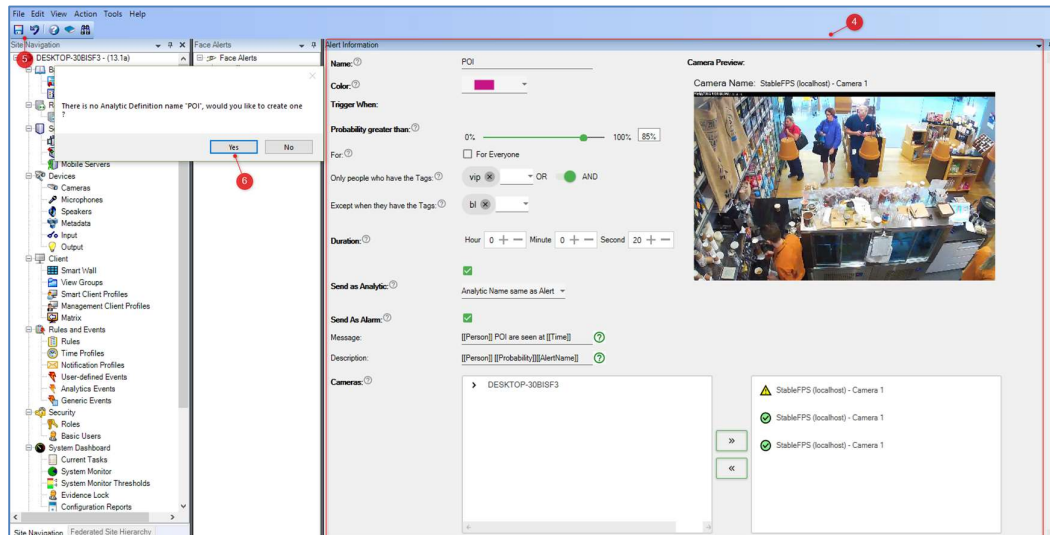 File Edit View Action Tools Help
Site Navigation
DESKTOP-30BISF3 - (13.1a)
There is no Analytic Definition name "POI", would you like to create one
?
Yes
No
Mobile Servers
Devices
Cameras
Microphones
Speakers
Metadata
Input
Output
Client
Smart Wall
View Groups
Smart Client Profiles
Management Client Profiles
Matrix
Rules and Events
Rules
Time Profiles
Notification Profiles
User-defined Events
Analytics Events
Generic Events
Security
Roles
Basic Users
System Dashboard
Current Tasks
System Monitor
System Monitor Thresholds
Evidence Lock
Configuration Reports
Site Navigation Federated Site Hierarchy
Face Alerts
Face Alerts
Alert Information
Name: POI
Color:
Trigger When:
Probability greater than: 0% 100% 85%
For: For Everyone
Only people who have the Tags: vip OR AND
Except when they have the Tags: bl
Duration: Hour 0 + − Minute 0 + − Second 20 + −
Send as Analytic:
Analytic Name same as Alert
Send As Alarm:
Message: [[Person]] POI are seen at [[Time]]
Description: [[Person]] [[Probability]][[AlertName]]
Cameras:
DESKTOP-30BISF3
»
«
StableFPS (localhost) - Camera 1
StableFPS (localhost) - Camera 1
StableFPS (localhost) - Camera 1
Camera Preview:
Camera Name: StableFPS (localhost) - Camera 1
4
5
6